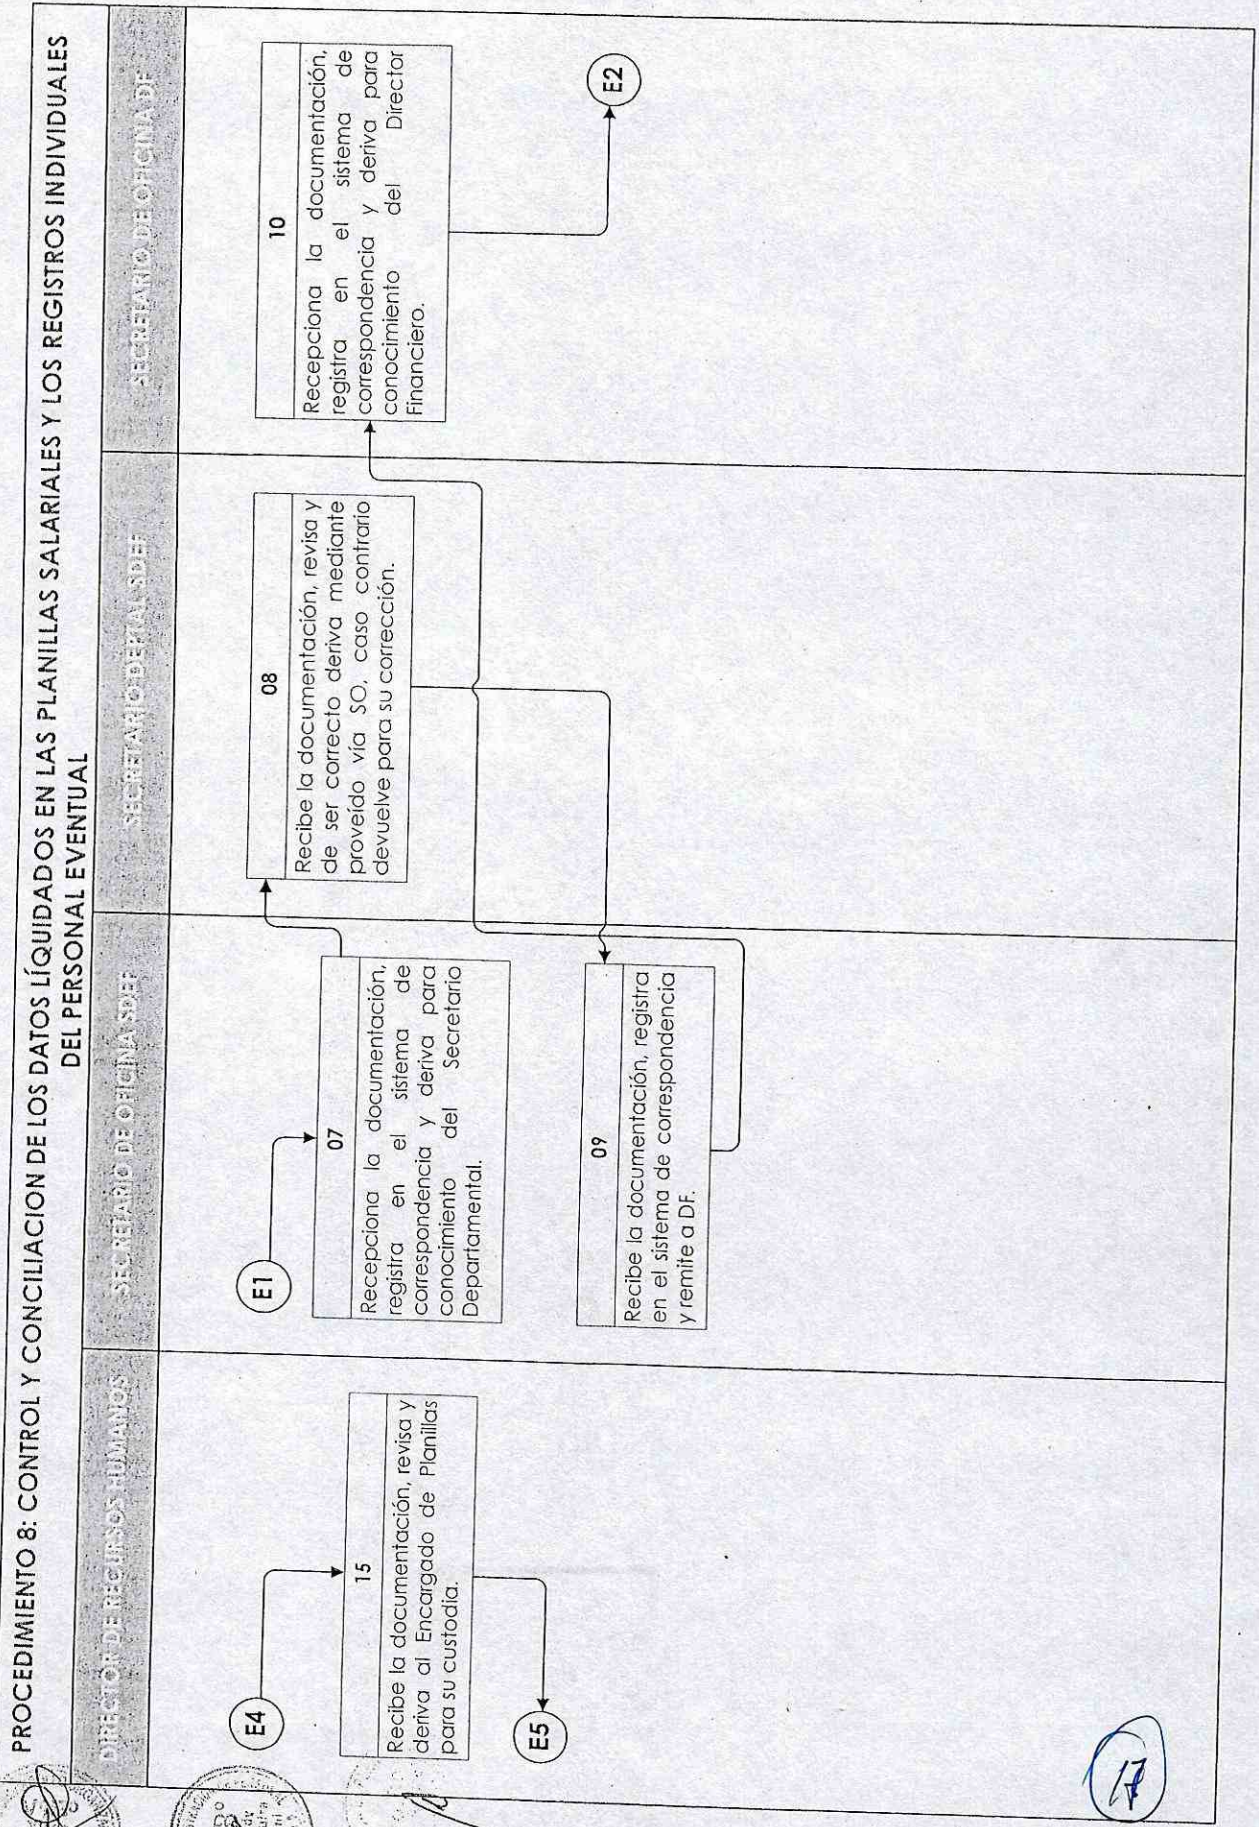 PROCEDIMIENTO 8: CONTROL Y CONCILIACION DE LOS DATOS LÍQUIDADOS EN LAS PLANILLAS SALARIALES Y LOS REGISTROS INDIVIDUALES
DEL PERSONAL EVENTUAL
DIRECTOR DE RECURSOS HUMANOS
SECRETARIO DE OFICINA SDEF
SECRETARIO DEPTAL SDEF
SECRETARIO DE OFICINA DF
E4
15
Recibe la documentación, revisa y
deriva al Encargado de Planillas
para su custodia.
E5
E1
07
Recepciona la documentación,
registra en el sistema de
correspondencia y deriva para
conocimiento del Secretario
Departamental.
09
Recibe la documentación, registra
en el sistema de correspondencia
y remite a DF.
08
Recibe la documentación, revisa y
de ser correcto deriva mediante
proveído vía SO, caso contrario
devuelve para su corrección.
10
Recepciona la documentación,
registra en el sistema de
correspondencia y deriva para
conocimiento del Director
Financiero.
E2
17